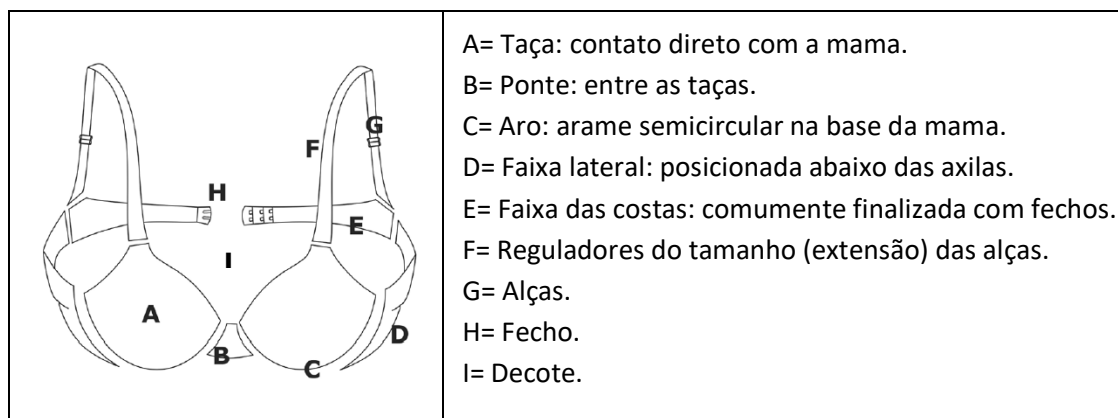 G
F
H
E
I
A
D
B
C
A= Taça: contato direto com a mama.
B= Ponte: entre as taças.
C= Aro: arame semicircular na base da mama.
D= Faixa lateral: posicionada abaixo das axilas.
E= Faixa das costas: comumente finalizada com fechos.
F= Reguladores do tamanho (extensão) das alças.
G= Alças.
H= Fecho.
I= Decote.